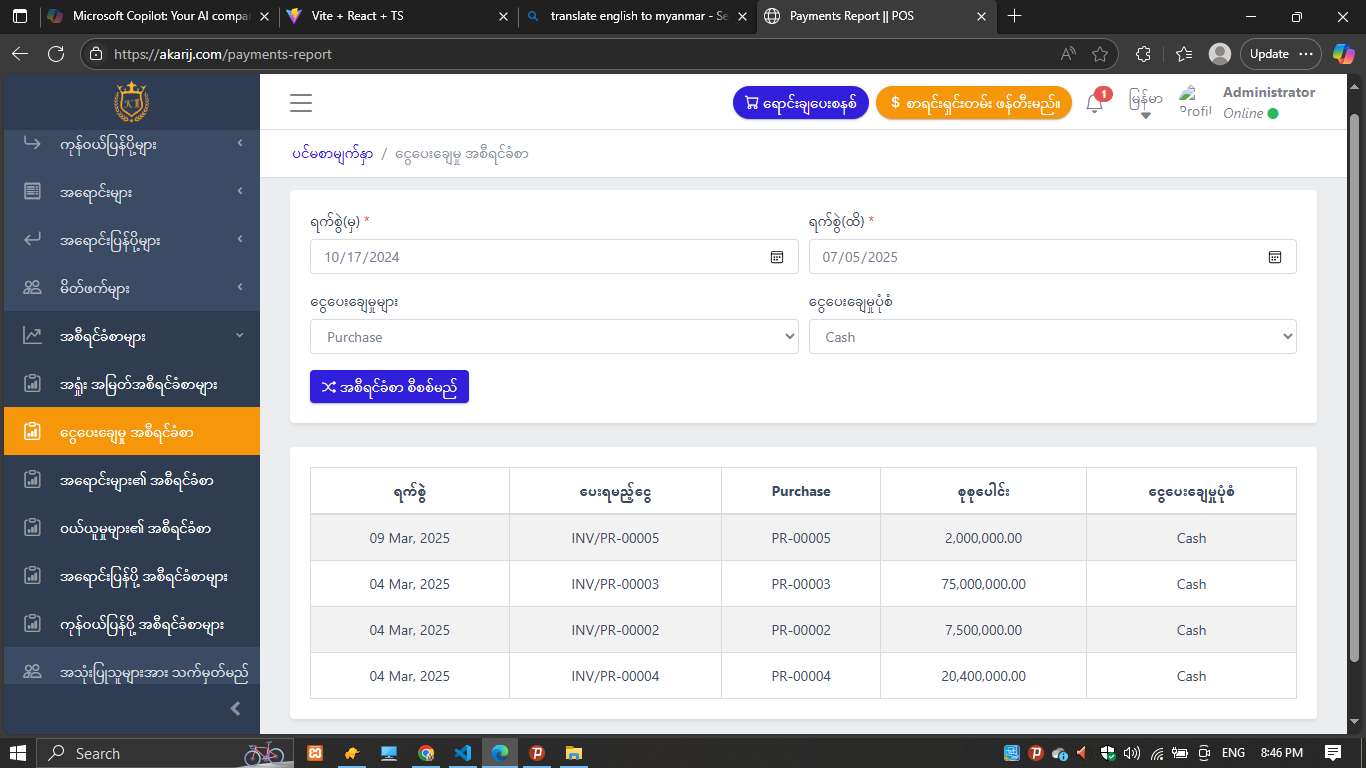 Microsoft Copilot: Your AI compa
Vite + React + TS
translate english to myanmar - Se
Payments Report || POS
https://akarij.com/payments-report
Update
ရောင်းချပေးစနစ်
$ စာရင်းရှင်းတမ်း ဖန်တီးမည်။
1
မြန်မာ
Profil
Administrator
Online
ကုန်ဝယ်ပြန်ပို့များ
အရောင်းများ
အရောင်းပြန်ပို့များ
မိတ်ဖက်များ
အစီရင်ခံစာများ
အရှုံး အမြတ်အစီရင်ခံစာများ
ငွေပေးချေမှု အစီရင်ခံစာ
အရောင်းများ၏ အစီရင်ခံစာ
ဝယ်ယူမှုများ၏ အစီရင်ခံစာ
အရောင်းပြန်ပို့ အစီရင်ခံစာများ
ကုန်ဝယ်ပြန်ပို့ အစီရင်ခံစာများ
အသုံးပြုသူများအား သက်မှတ်မည်
ပင်မစာမျက်နှာ / ငွေပေးချေမှု အစီရင်ခံစာ
ရက်စွဲ(မှ) *
ရက်စွဲ(ထိ) *
10/17/2024
07/05/2025
ငွေပေးချေမှုများ
ငွေပေးချေမှုပုံစံ
Purchase
Cash
အစီရင်ခံစာ စီစစ်မည်
ရက်စွဲ ပေးရမည့်ငွေ Purchase စုစုပေါင်း ငွေပေးချေမှုပုံစံ
09 Mar, 2025 INV/PR-00005 PR-00005 2,000,000.00 Cash
04 Mar, 2025 INV/PR-00003 PR-00003 75,000,000.00 Cash
04 Mar, 2025 INV/PR-00002 PR-00002 7,500,000.00 Cash
04 Mar, 2025 INV/PR-00004 PR-00004 20,400,000.00 Cash
Search
ENG
8:46 PM